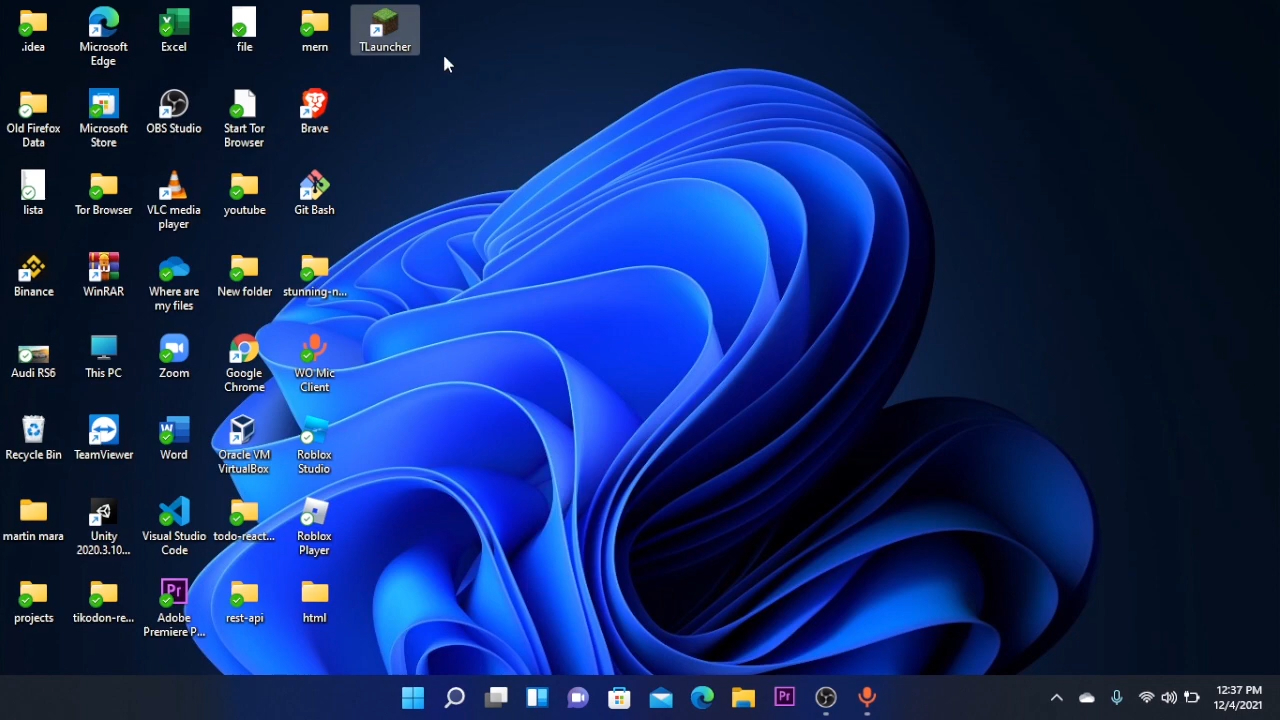 .idea
Microsoft
Edge
Excel
file
mern
TLauncher
Old Firefox
Data
Microsoft
Store
OBS Studio
Start Tor
Browser
Brave
lista
Tor Browser
VLC media
player
youtube
Git Bash
Binance
WinRAR
Where are
my files
New folder
stunning-n...
Audi RS6
This PC
Zoom
Google
Chrome
WO Mic
Client
Recycle Bin
TeamViewer
Word
Oracle VM
VirtualBox
Roblox
Studio
martin mara
Unity
2020.3.10...
Visual Studio
Code
todo-react...
Roblox
Player
projects
tikodon-re...
Pr
Adobe
Premiere P...
rest-api
html
Pr
12:37 PM
12/4/2021